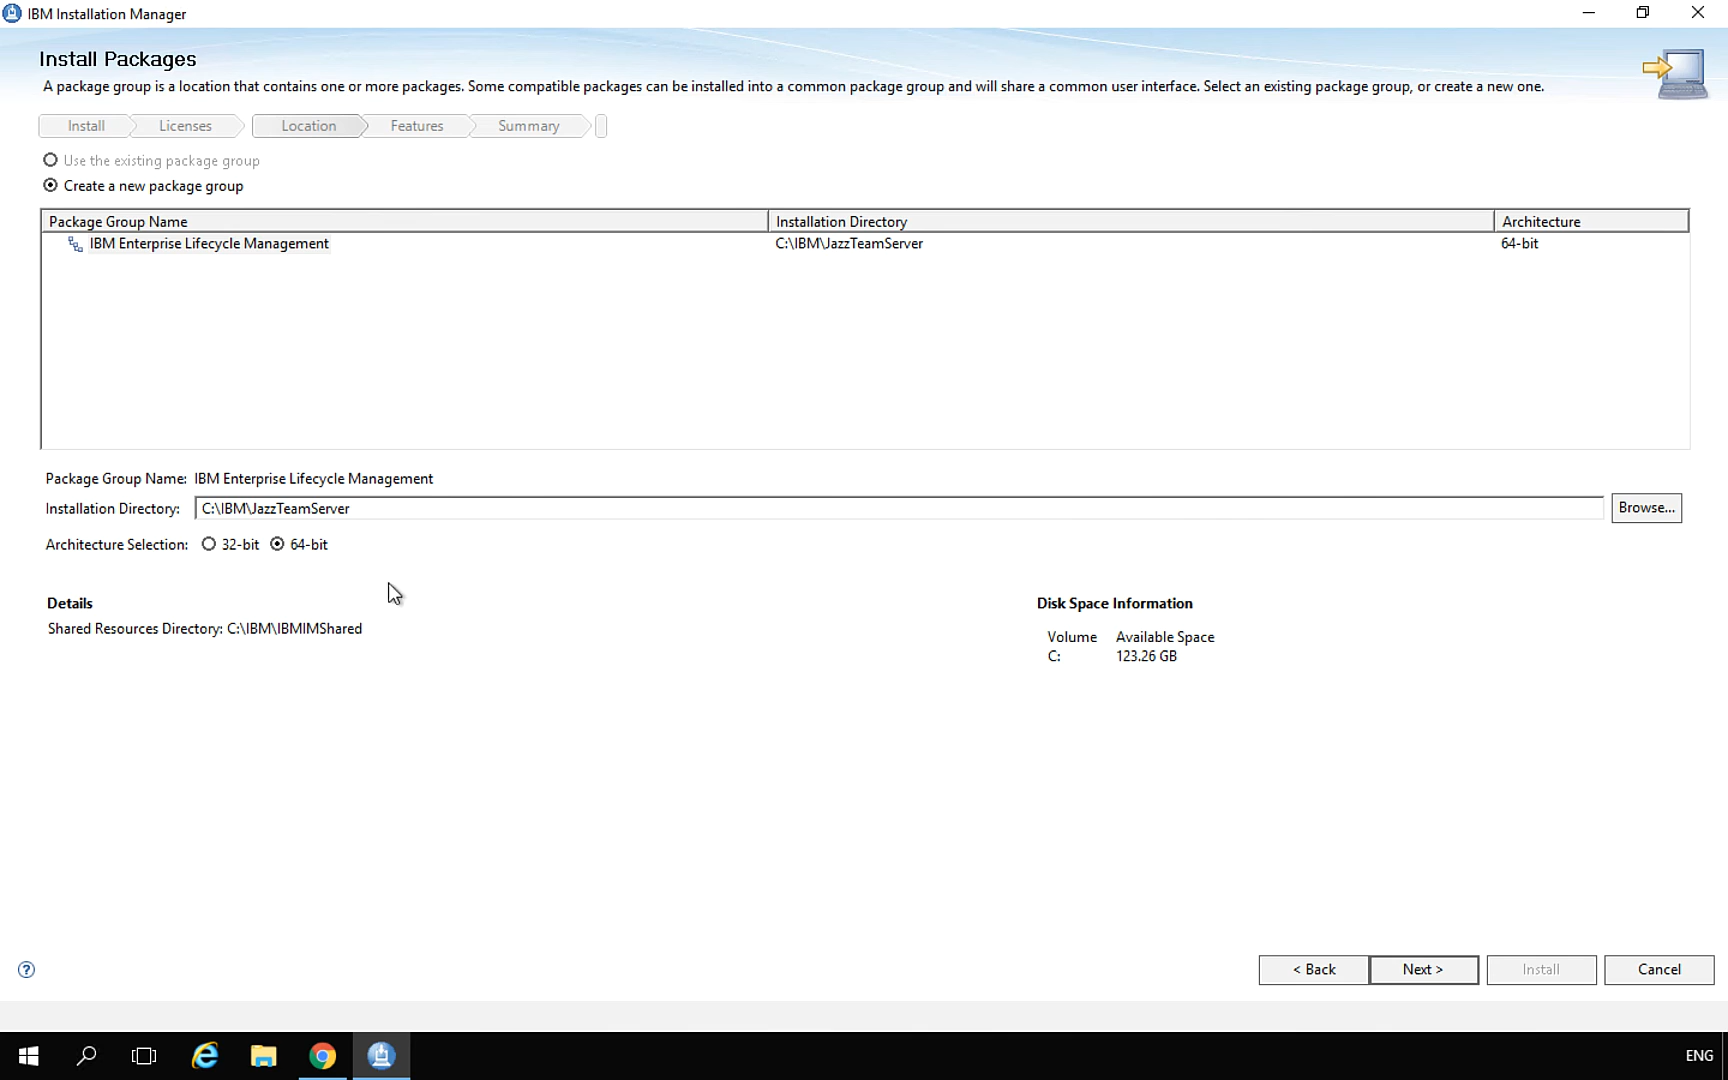 IBM Installation Manager
Install Packages
A package group is a location that contains one or more packages. Some compatible packages can be installed into a common package group and will share a common user interface. Select an existing package group, or create a new one.
Install Licenses Location Features Summary
Use the existing package group
Create a new package group
Package Group Name Installation Directory Architecture
IBM Enterprise Lifecycle Management C:\IBM\JazzTeamServer 64-bit
Package Group Name: IBM Enterprise Lifecycle Management
Installation Directory: C:\IBM\JazzTeamServer Browse...
Architecture Selection: 32-bit 64-bit
Details Disk Space Information
Shared Resources Directory: C:\IBM\IBMIMShared
Volume Available Space
C: 123.26 GB
? < Back Next > Install Cancel
ENG